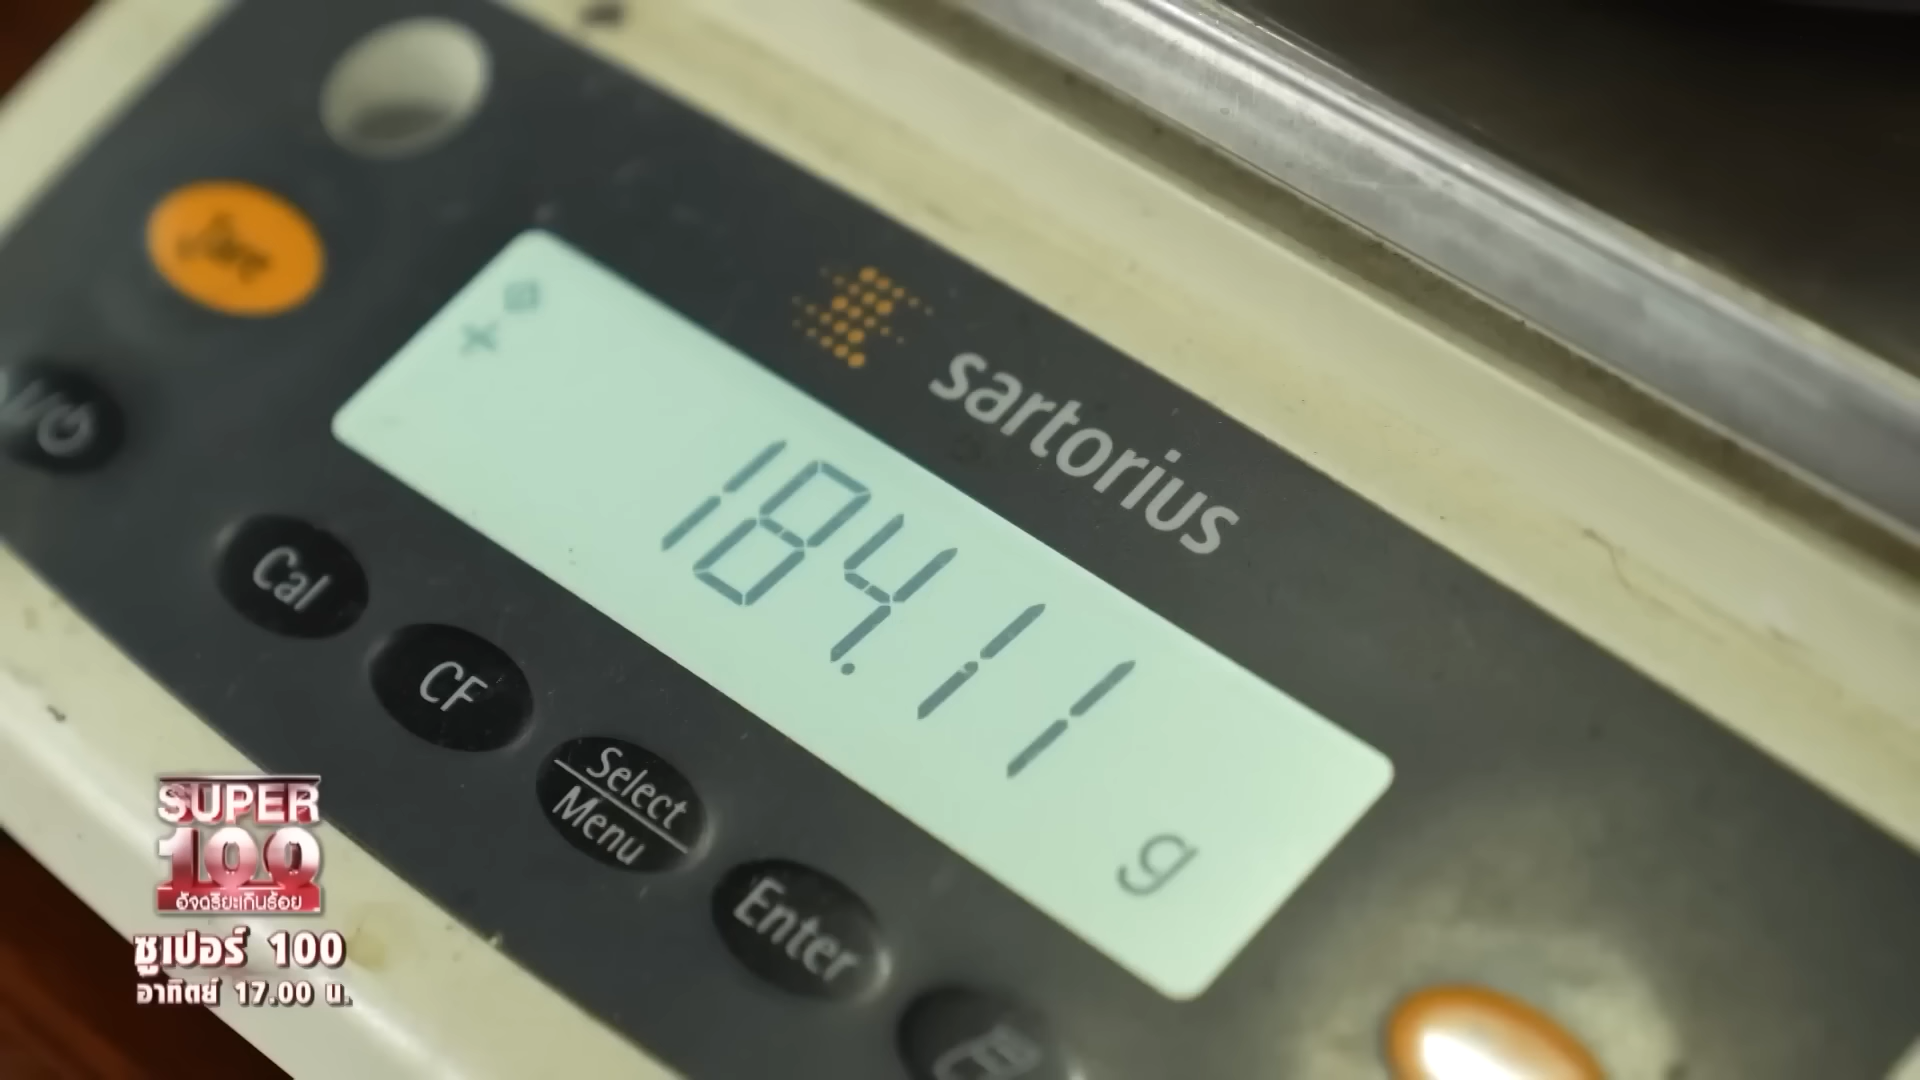 sartorius
+
184.11
g
Cal
CF
Select
Menu
Enter
SUPER
100
อัจฉริยะเกินร้อย
ซูเปอร์ 100
อาทิตย์ 17.00 น.